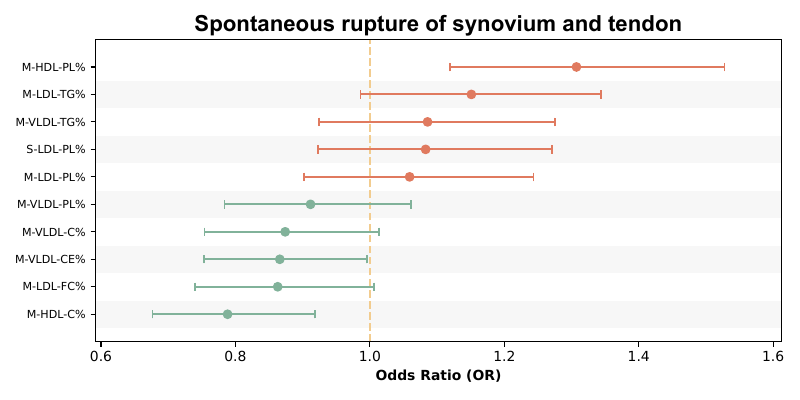 Spontaneous rupture of synovium and tendon
M-HDL-PL%
M-LDL-TG%
M-VLDL-TG%
S-LDL-PL%
M-LDL-PL%
M-VLDL-PL%
M-VLDL-C%
M-VLDL-CE%
M-LDL-FC%
M-HDL-C%
0.6 0.8 1.0 1.2 1.4 1.6
Odds Ratio (OR)